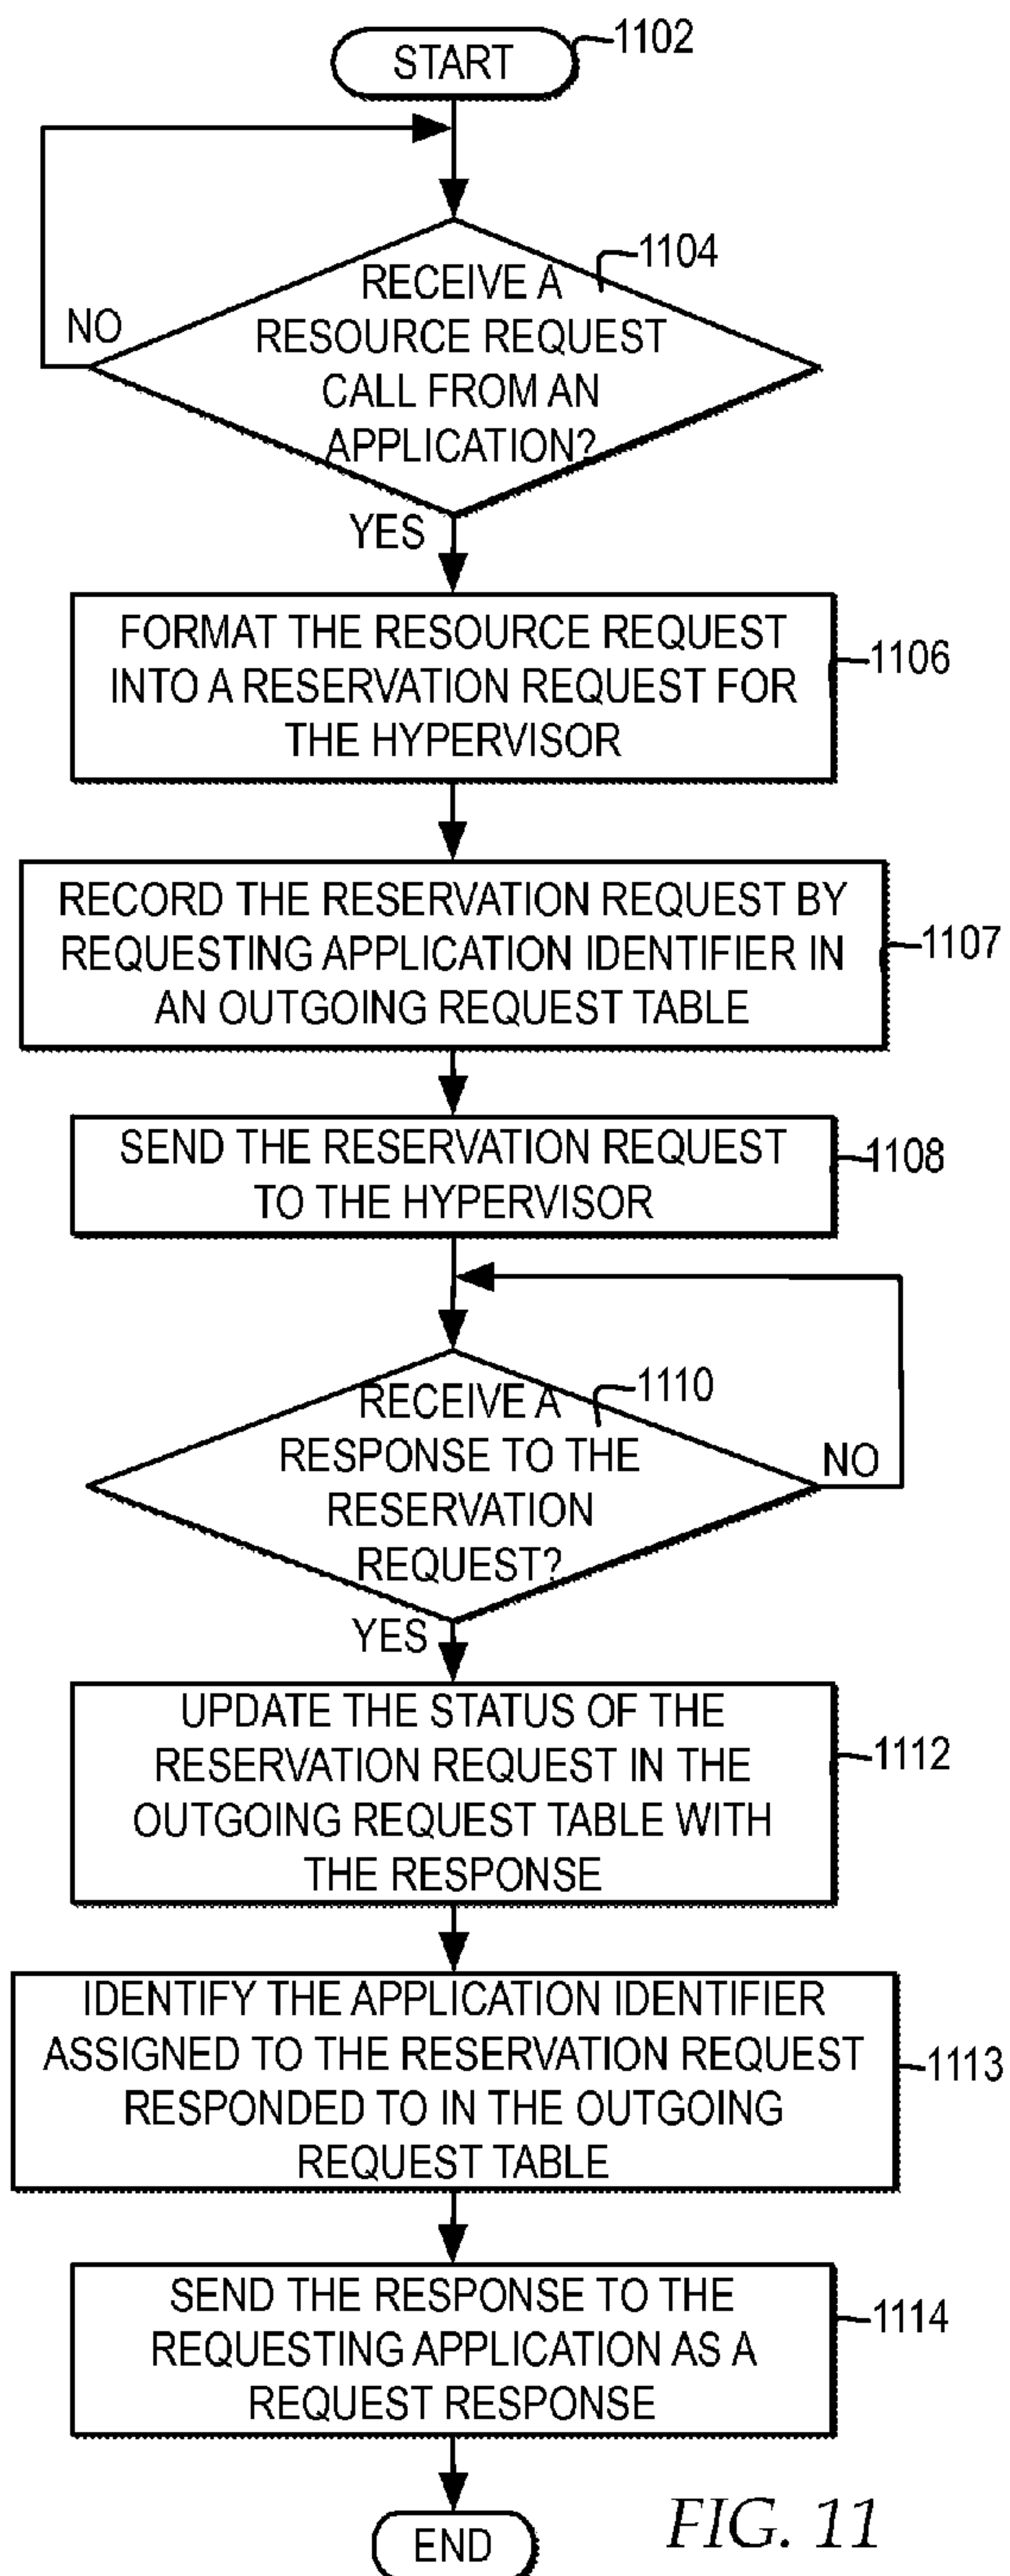 START
1102
RECEIVE A
RESOURCE REQUEST
CALL FROM AN
APPLICATION?
1104
NO
YES
FORMAT THE RESOURCE REQUEST
INTO A RESERVATION REQUEST FOR
THE HYPERVISOR
1106
RECORD THE RESERVATION REQUEST BY
REQUESTING APPLICATION IDENTIFIER IN
AN OUTGOING REQUEST TABLE
1107
SEND THE RESERVATION REQUEST
TO THE HYPERVISOR
1108
RECEIVE A
RESPONSE TO THE
RESERVATION
REQUEST?
1110
NO
YES
UPDATE THE STATUS OF THE
RESERVATION REQUEST IN THE
OUTGOING REQUEST TABLE WITH
THE RESPONSE
1112
IDENTIFY THE APPLICATION IDENTIFIER
ASSIGNED TO THE RESERVATION REQUEST
RESPONDED TO IN THE OUTGOING
REQUEST TABLE
1113
SEND THE RESPONSE TO THE
REQUESTING APPLICATION AS A
REQUEST RESPONSE
1114
END
FIG. 11